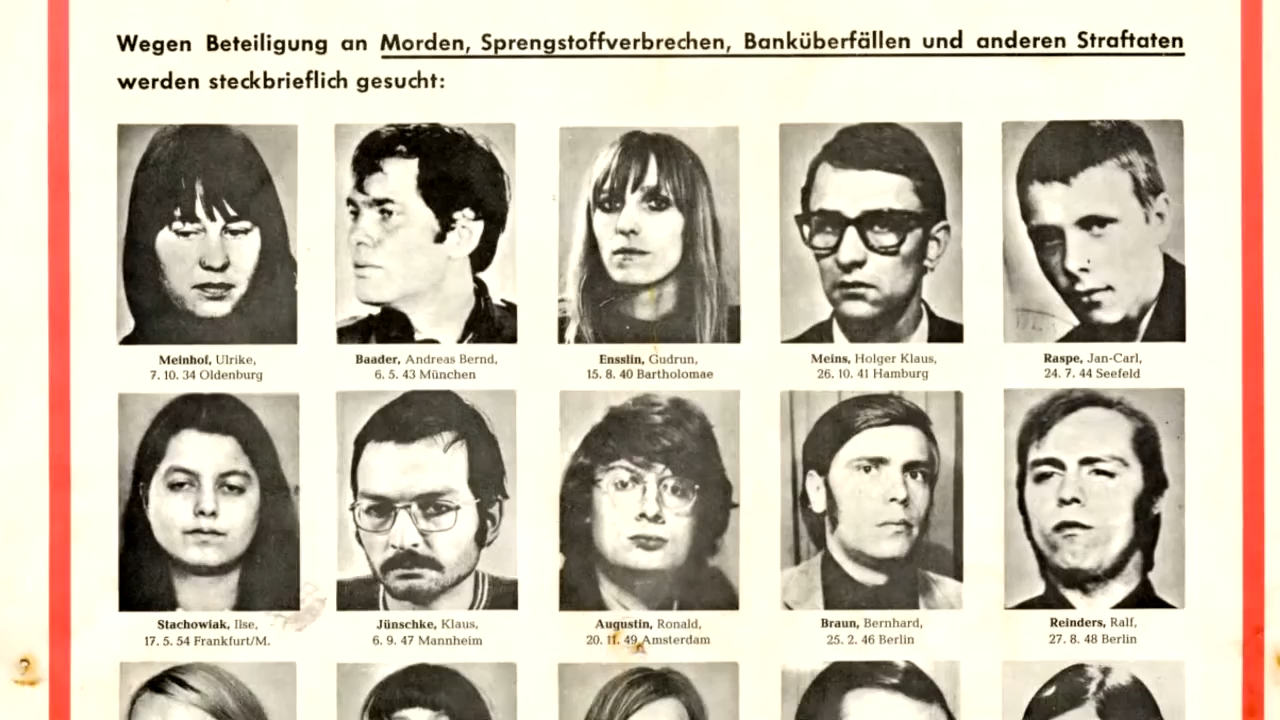 Wegen Beteiligung an Morden, Sprengstoffverbrechen, Banküberfällen und anderen Straftaten
werden steckbrieflich gesucht:
Meinhof, Ulrike,
7. 10. 34 Oldenburg
Baader, Andreas Bernd,
6. 5. 43 München
Ensslin, Gudrun,
15. 8. 40 Bartholomae
Meins, Holger Klaus,
26. 10. 41 Hamburg
Raspe, Jan-Carl,
24. 7. 44 Seefeld
Stachowiak, Ilse,
17. 5. 54 Frankfurt/M.
Jünschke, Klaus,
6. 9. 47 Mannheim
Augustin, Ronald,
20. 11. 49 Amsterdam
Braun, Bernhard,
25. 2. 46 Berlin
Reinders, Ralf,
27. 8. 48 Berlin